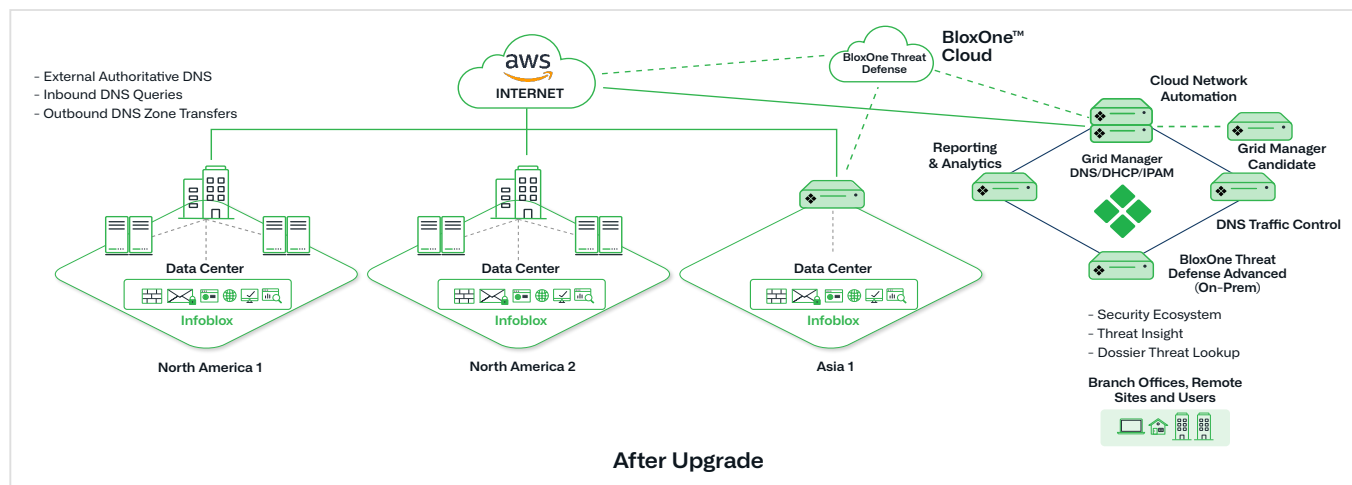 - External Authoritative DNS
- Inbound DNS Queries
- Outbound DNS Zone Transfers
aws
INTERNET
BloxOne Threat
Defense
BloxOne™
Cloud
Cloud Network
Automation
Reporting
& Analytics
Grid Manager
DNS/DHCP/IPAM
Grid Manager
Candidate
DNS Traffic Control
BloxOne Threat
Defense Advanced
(On-Prem)
- Security Ecosystem
- Threat Insight
- Dossier Threat Lookup
Branch Offices, Remote
Sites and Users
Data Center
Infoblox
North America 1
Data Center
Infoblox
North America 2
Data Center
Infoblox
Asia 1
After Upgrade